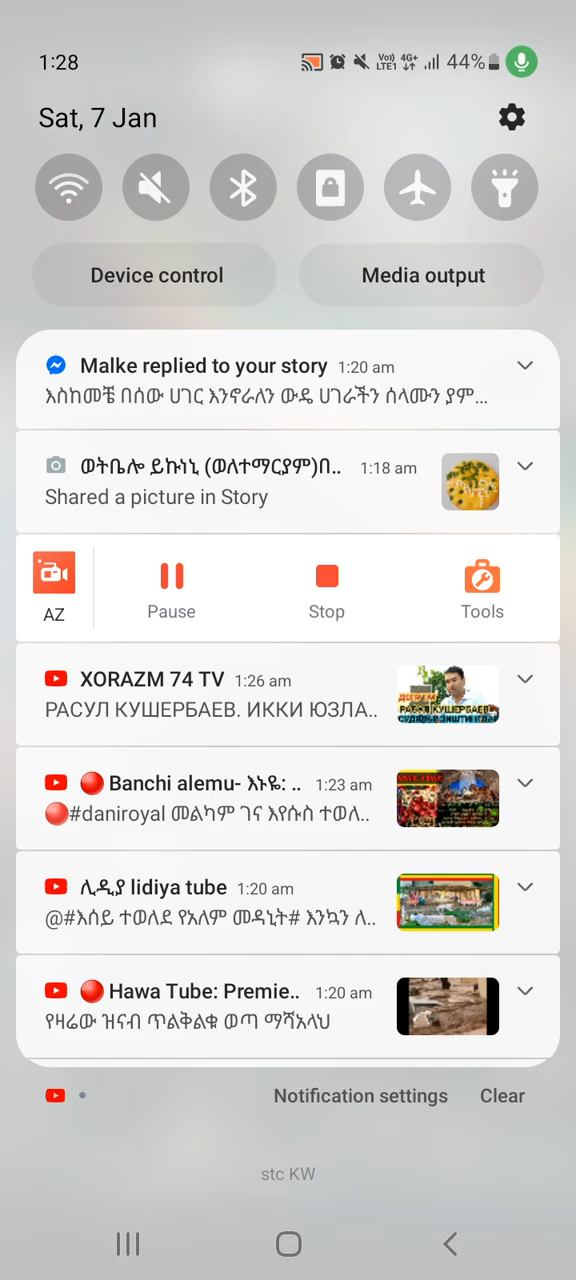 1:28
Vo)) 4G+
LTE1
44%
Sat, 7 Jan
Device control
Media output
Malke replied to your story 1:20 am
እስከመቼ በሰው ሀገር እንኖራለን ውዴ ሀገራችን ሰላሙን ያም...
ወትቤሎ ይኩነኒ (ወለተማርያም)በ.. 1:18 am
Shared a picture in Story
AZ
Pause
Stop
Tools
XORAZM 74 TV 1:26 am
РАСУЛ КУШЕРБАЕВ. ИККИ ЮЗЛА..
🔴 Banchi alemu- እኑዬ: .. 1:23 am
🔴#daniroyal መልካም ገና እየሱስ ተወለ..
ሊዲያ lidiya tube 1:20 am
@#እሰይ ተወለደ የአለም መዳኒት# እንኳን ለ..
🔴 Hawa Tube: Premie.. 1:20 am
የዛሬው ዝናብ ጥልቅልቁ ወጣ ማሻአላህ
Notification settings
Clear
stc KW